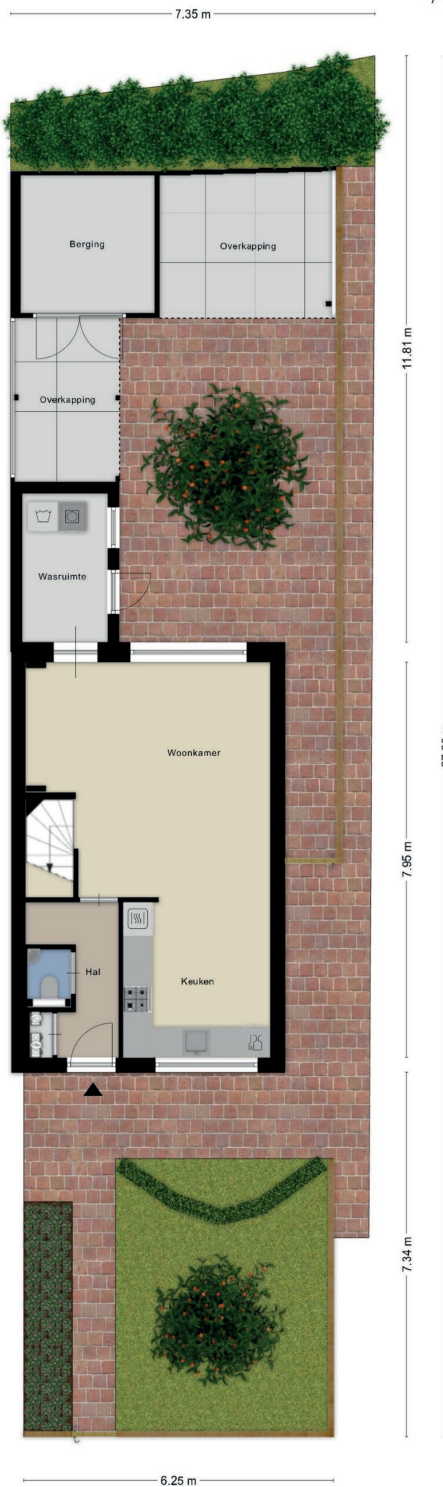 7.35 m
Berging
Overkapping
11.81 m
Overkapping
Wasruimte
Woonkamer
7.95 m
Hal
Keuken
7.34 m
6.25 m